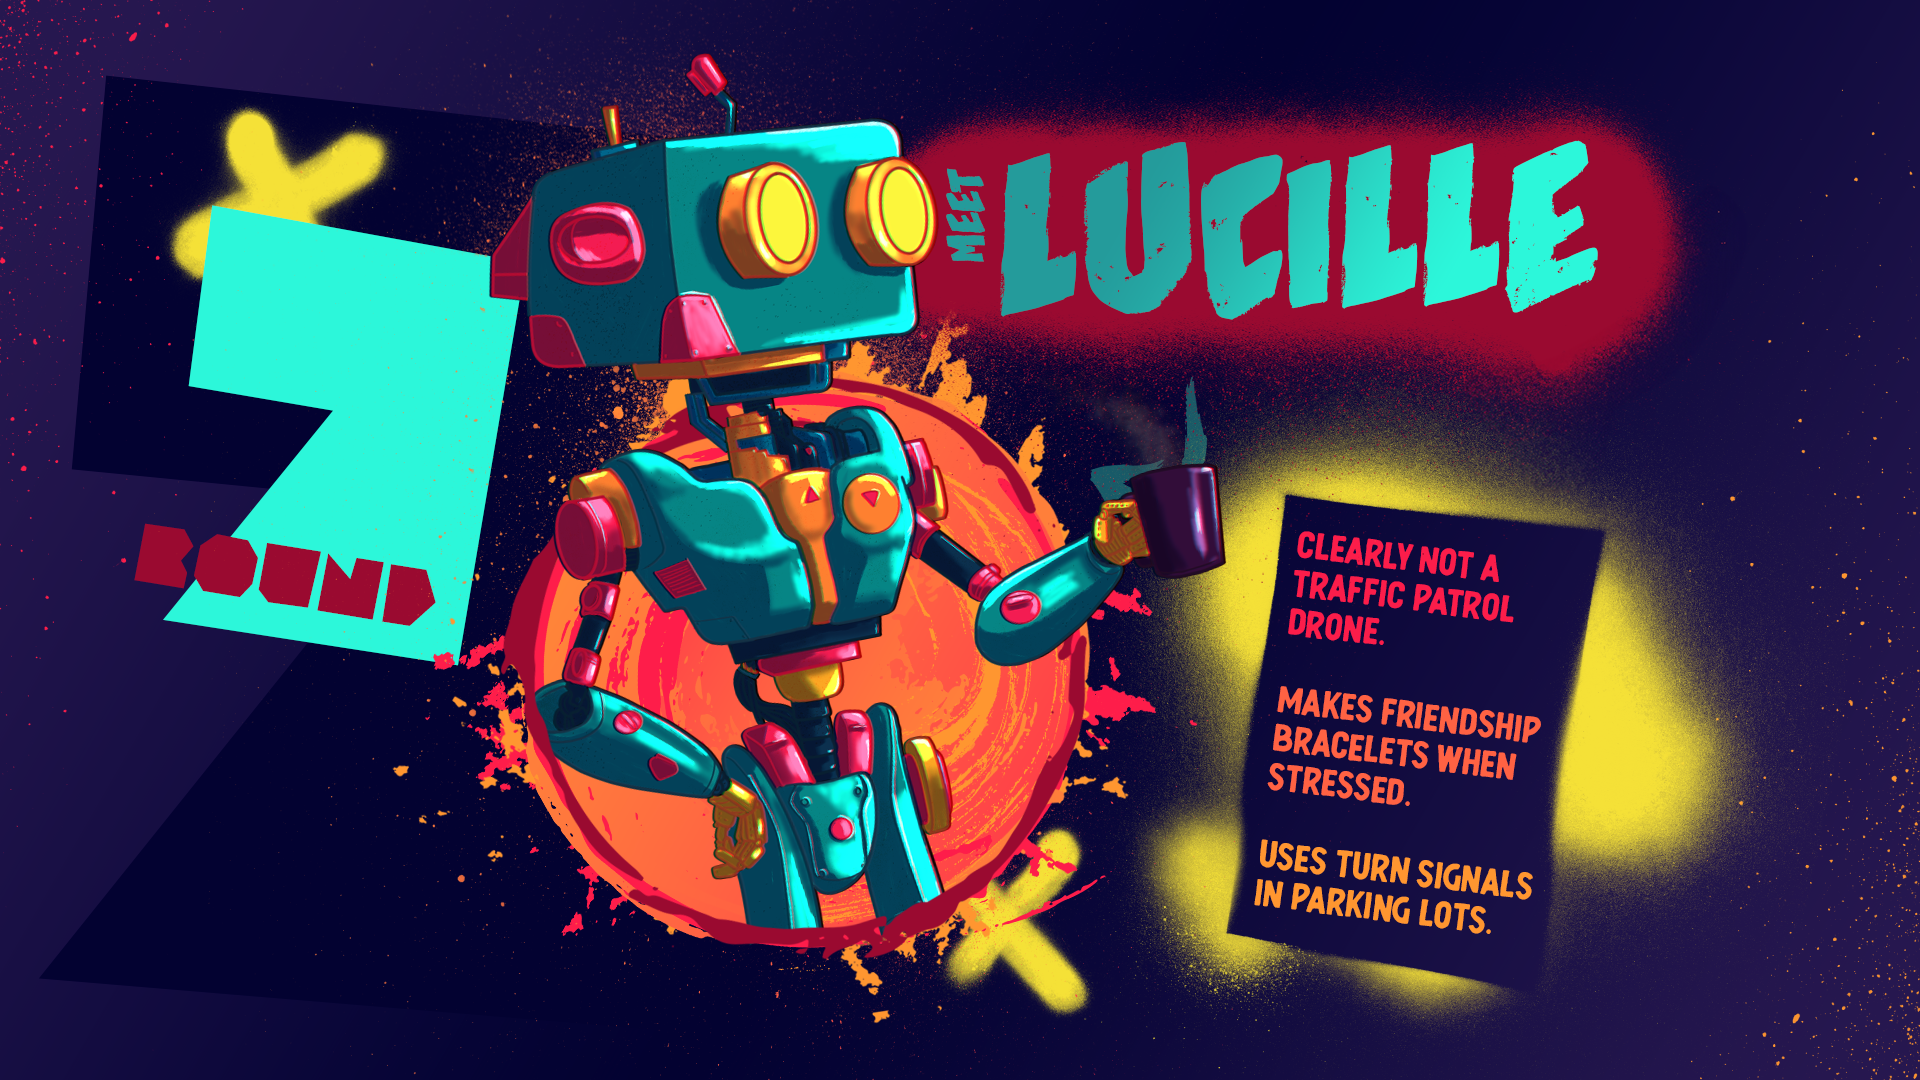 7
BOUND
MEET
LUCILLE
CLEARLY NOT A
TRAFFIC PATROL
DRONE.
MAKES FRIENDSHIP
BRACELETS WHEN
STRESSED.
USES TURN SIGNALS
IN PARKING LOTS.